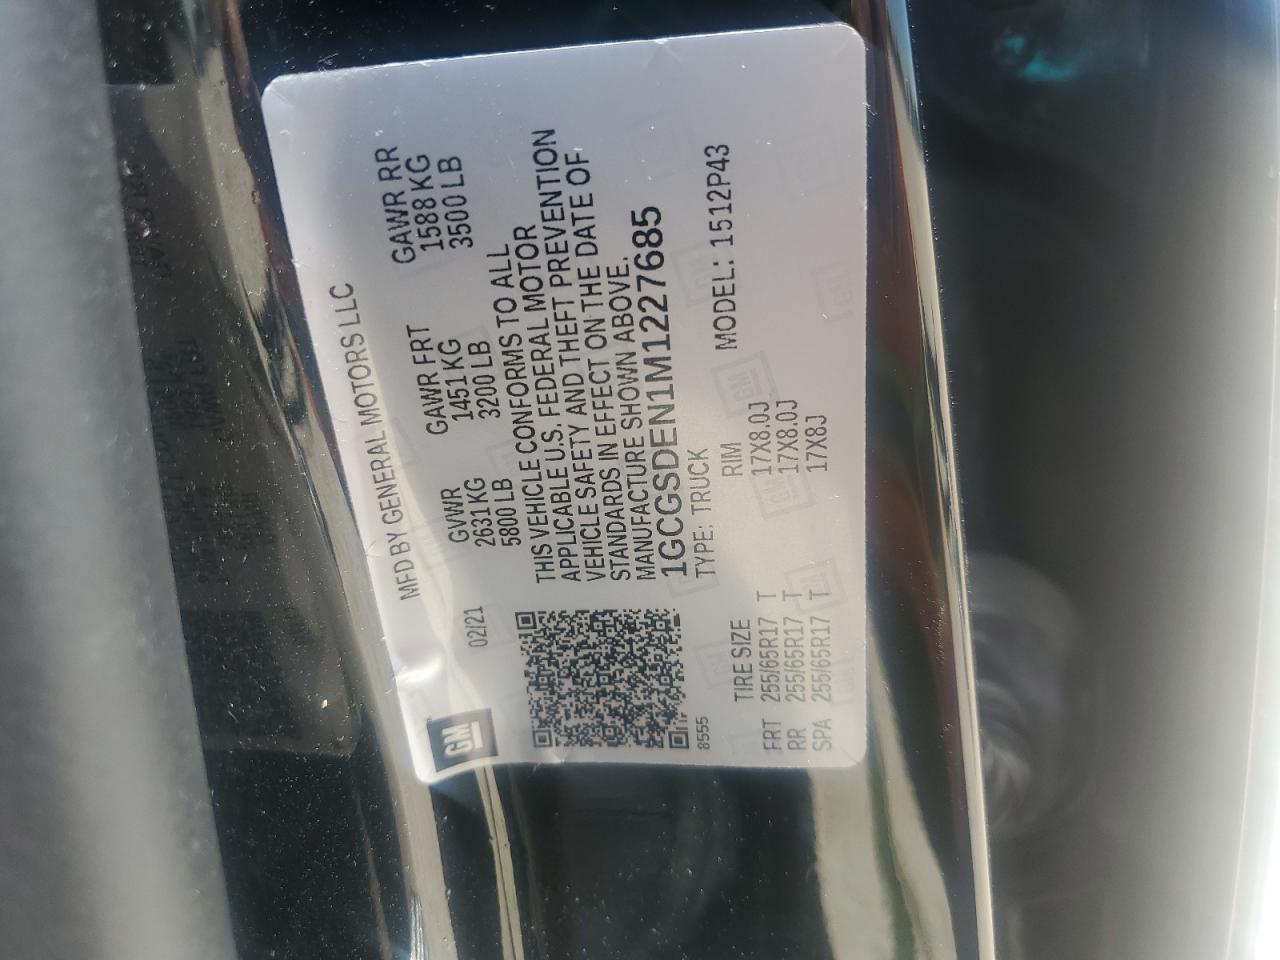 GM
MFD BY GENERAL MOTORS LLC
02/21
GVWR GAWR FRT GAWR RR
2631 KG 1451 KG 1588 KG
5800 LB 3200 LB 3500 LB
THIS VEHICLE CONFORMS TO ALL
APPLICABLE U.S. FEDERAL MOTOR
VEHICLE SAFETY AND THEFT PREVENTION
STANDARDS IN EFFECT ON THE DATE OF
MANUFACTURE SHOWN ABOVE.
1GCGSDEN1M1227685
8555
TYPE: TRUCK MODEL: 1512P43
TIRE SIZE RIM
FRT 255/65R17 T 17X8.0J
RR 255/65R17 T 17X8.0J
SPA 255/65R17 T 17X8J